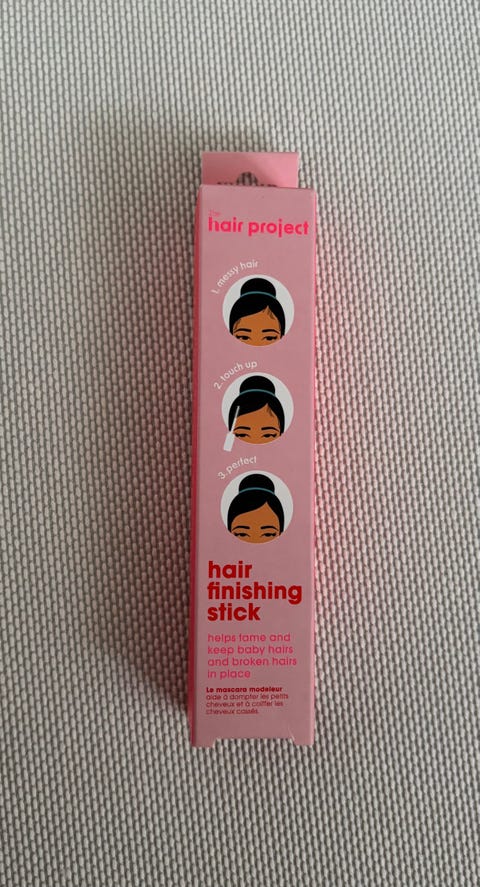 The
hair project
1. messy hair
2. touch up
3. perfect
hair
finishing
stick
helps tame and
keep baby hairs
and broken hairs
in place
Le mascara modeleur
aide à dompter les petits
cheveux et à coiffer les
cheveux cassés.